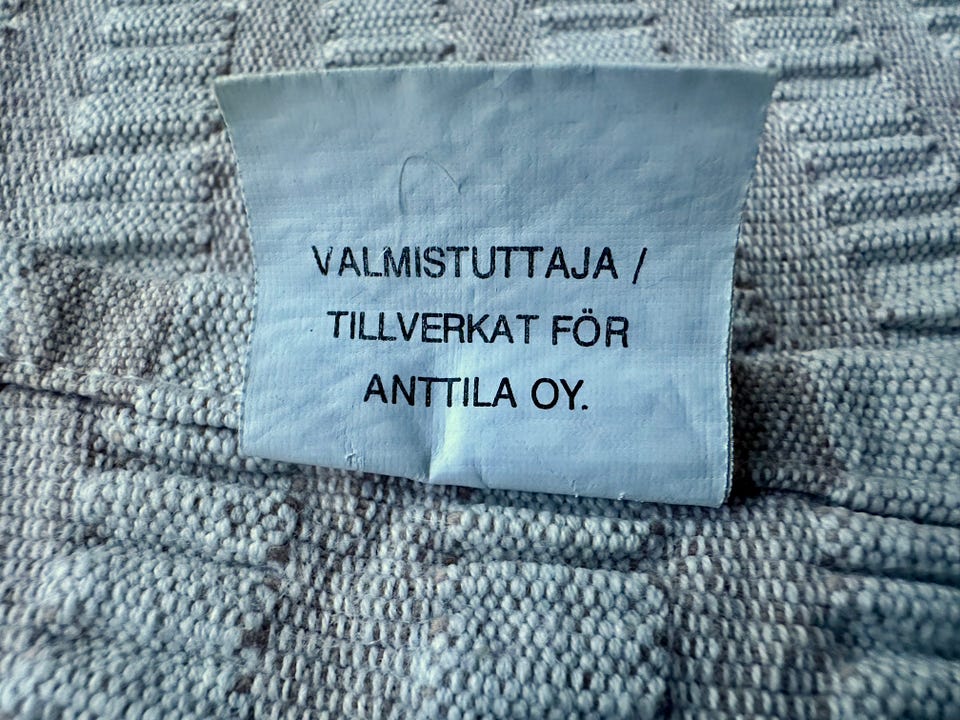 VALMISTUTTAJA /
TILLVERKAT FÖR
ANTTILA OY.